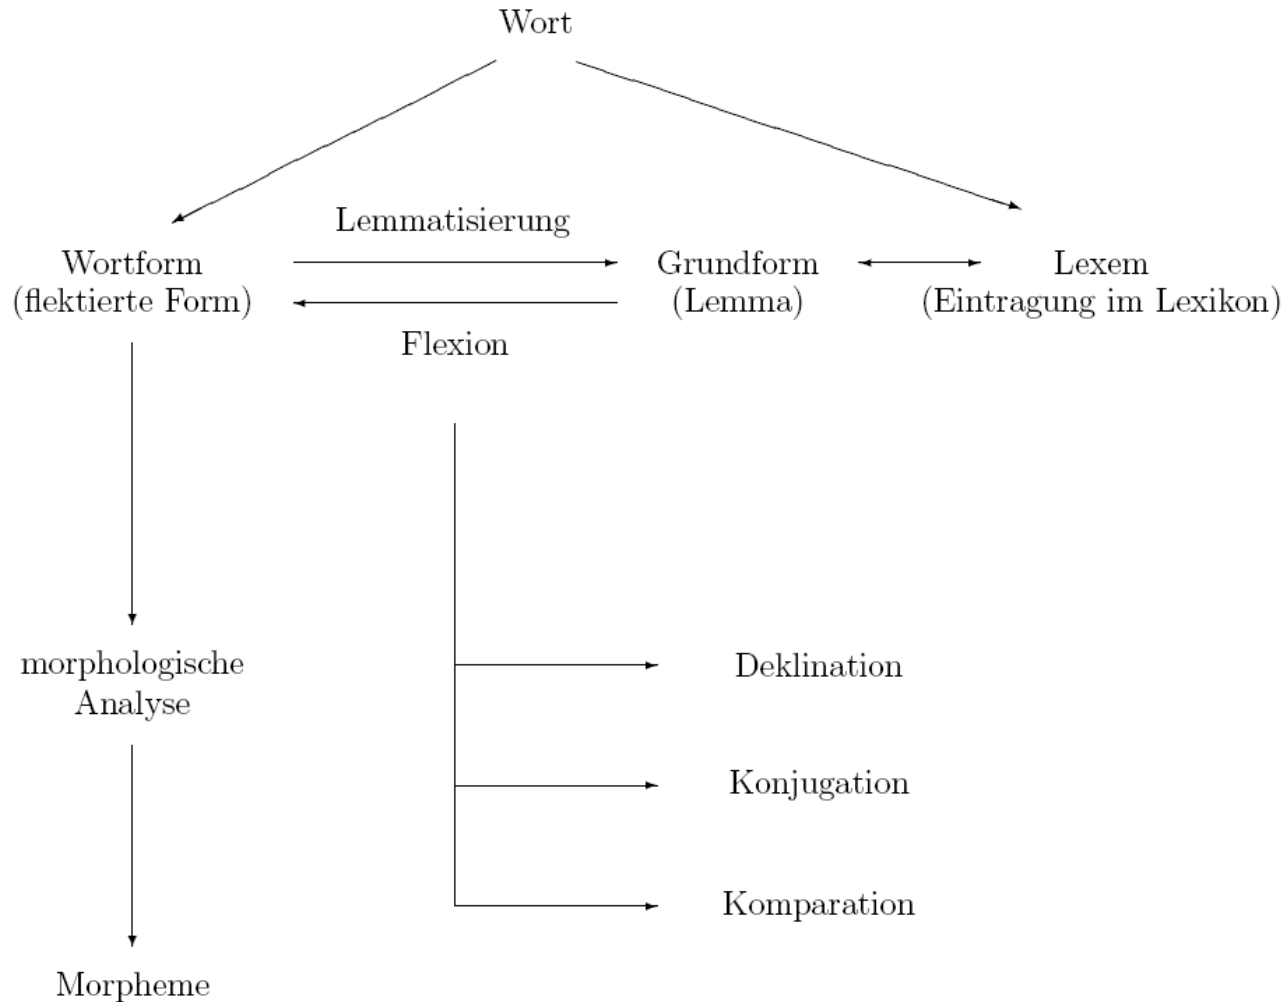 Wort
Lemmatisierung
Wortform
(flektierte Form)
Grundform
(Lemma)
Lexem
(Eintragung im Lexikon)
Flexion
morphologische
Analyse
Deklination
Konjugation
Komparation
Morpheme